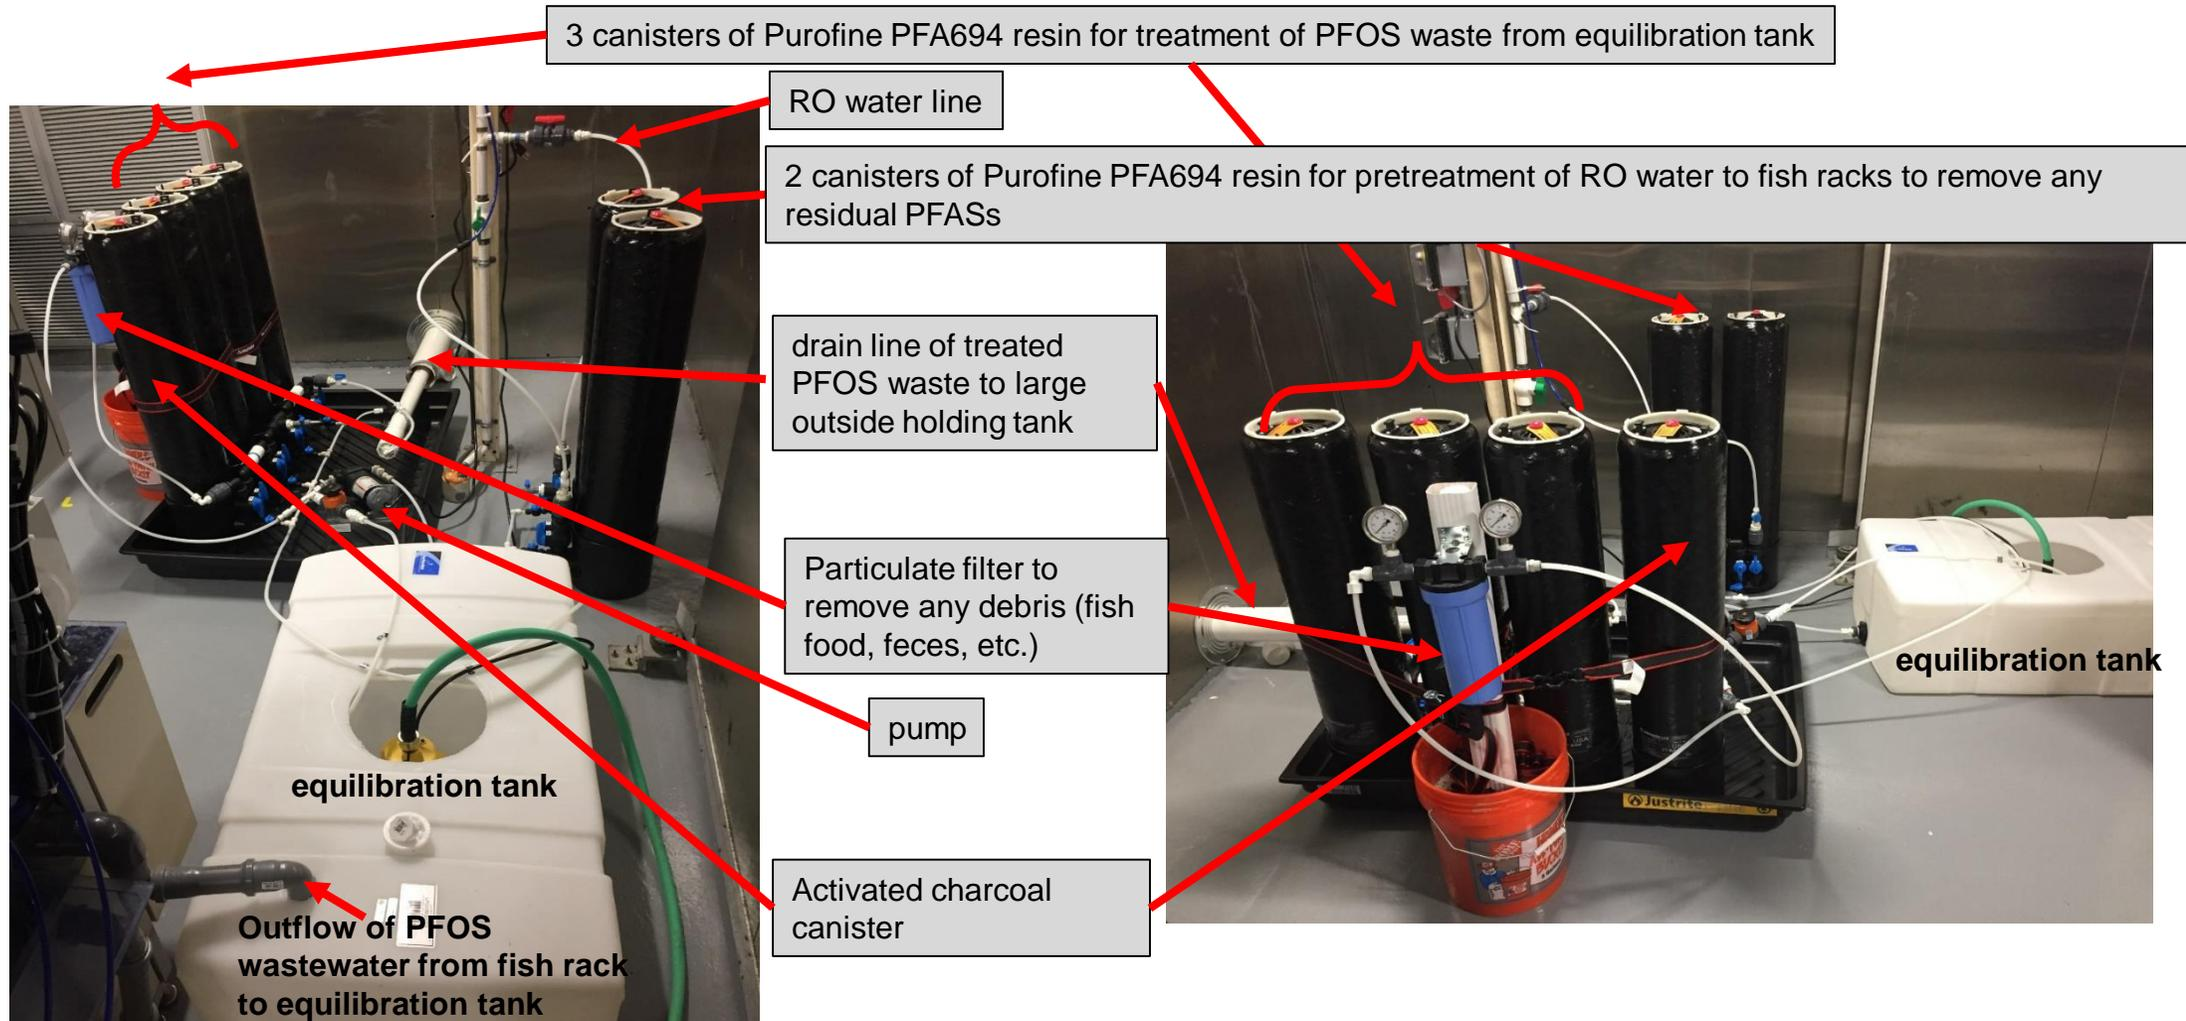 3 canisters of Purofine PFA694 resin for treatment of PFOS waste from equilibration tank
RO water line
2 canisters of Purofine PFA694 resin for pretreatment of RO water to fish racks to remove any
residual PFASs
drain line of treated
PFOS waste to large
outside holding tank
Particulate filter to
remove any debris (fish
food, feces, etc.)
pump
equilibration tank
equilibration tank
Activated charcoal
canister
Outflow of PFOS
wastewater from fish rack
to equilibration tank
Justrite